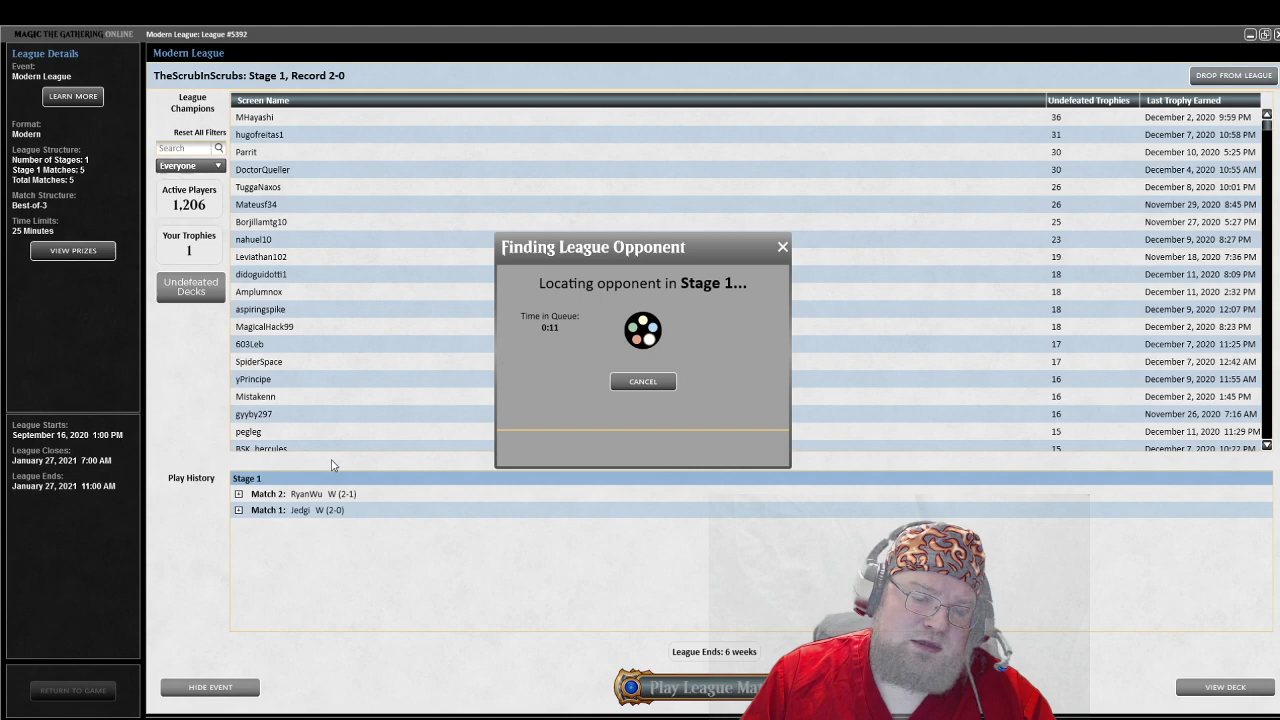 MAGIC THE GATHERING ONLINE
Modern League: League #5392
League Details
Event:
Modern League
LEARN MORE
Format:
Modern
League Structure:
Number of Stages: 1
Stage 1 Matches: 5
Total Matches: 5
Match Structure:
Best-of-3
Time Limits:
25 Minutes
VIEW PRIZES
League Starts:
September 16, 2020 1:00 PM
League Closes:
January 27, 2021 7:00 AM
League Ends:
January 27, 2021 11:00 AM
RETURN TO GAME
Modern League
TheScrubInScrubs: Stage 1, Record 2-0
DROP FROM LEAGUE
League
Champions
Reset All Filters
Search
Everyone
Active Players
1,206
Your Trophies
1
Undefeated
Decks
Screen Name Undefeated Trophies Last Trophy Earned
MHayashi 36 December 2, 2020 9:59 PM
hugofreitas1 31 December 7, 2020 10:58 PM
Parrit 30 December 10, 2020 5:25 PM
DoctorQueller 30 December 4, 2020 10:55 AM
TuggaNaxos 26 December 8, 2020 10:01 PM
Mateusf34 26 November 29, 2020 8:45 PM
Borjillamtg10 25 November 27, 2020 5:27 PM
nahuel10 23 December 9, 2020 8:27 PM
Leviathan102 19 November 18, 2020 7:36 PM
didoguidotti1 18 December 11, 2020 8:09 PM
Amplumnox 18 December 11, 2020 2:32 PM
aspiringspike 18 December 9, 2020 12:07 PM
MagicalHack99 18 December 2, 2020 8:23 PM
603Leb 17 December 7, 2020 11:25 PM
SpiderSpace 17 December 7, 2020 12:42 AM
yPrincipe 16 December 9, 2020 11:55 AM
Mistakenn 16 December 2, 2020 1:45 PM
gyyby297 16 November 26, 2020 7:16 AM
pegleg 15 December 11, 2020 11:29 PM
BSK_hercules 15 December 7, 2020 10:22 PM
Finding League Opponent
Locating opponent in Stage 1...
Time in Queue:
0:11
CANCEL
Play History
Stage 1
Match 2: RyanWu W (2-1)
Match 1: Jedgi W (2-0)
League Ends: 6 weeks
HIDE EVENT
Play League
VIEW DECK